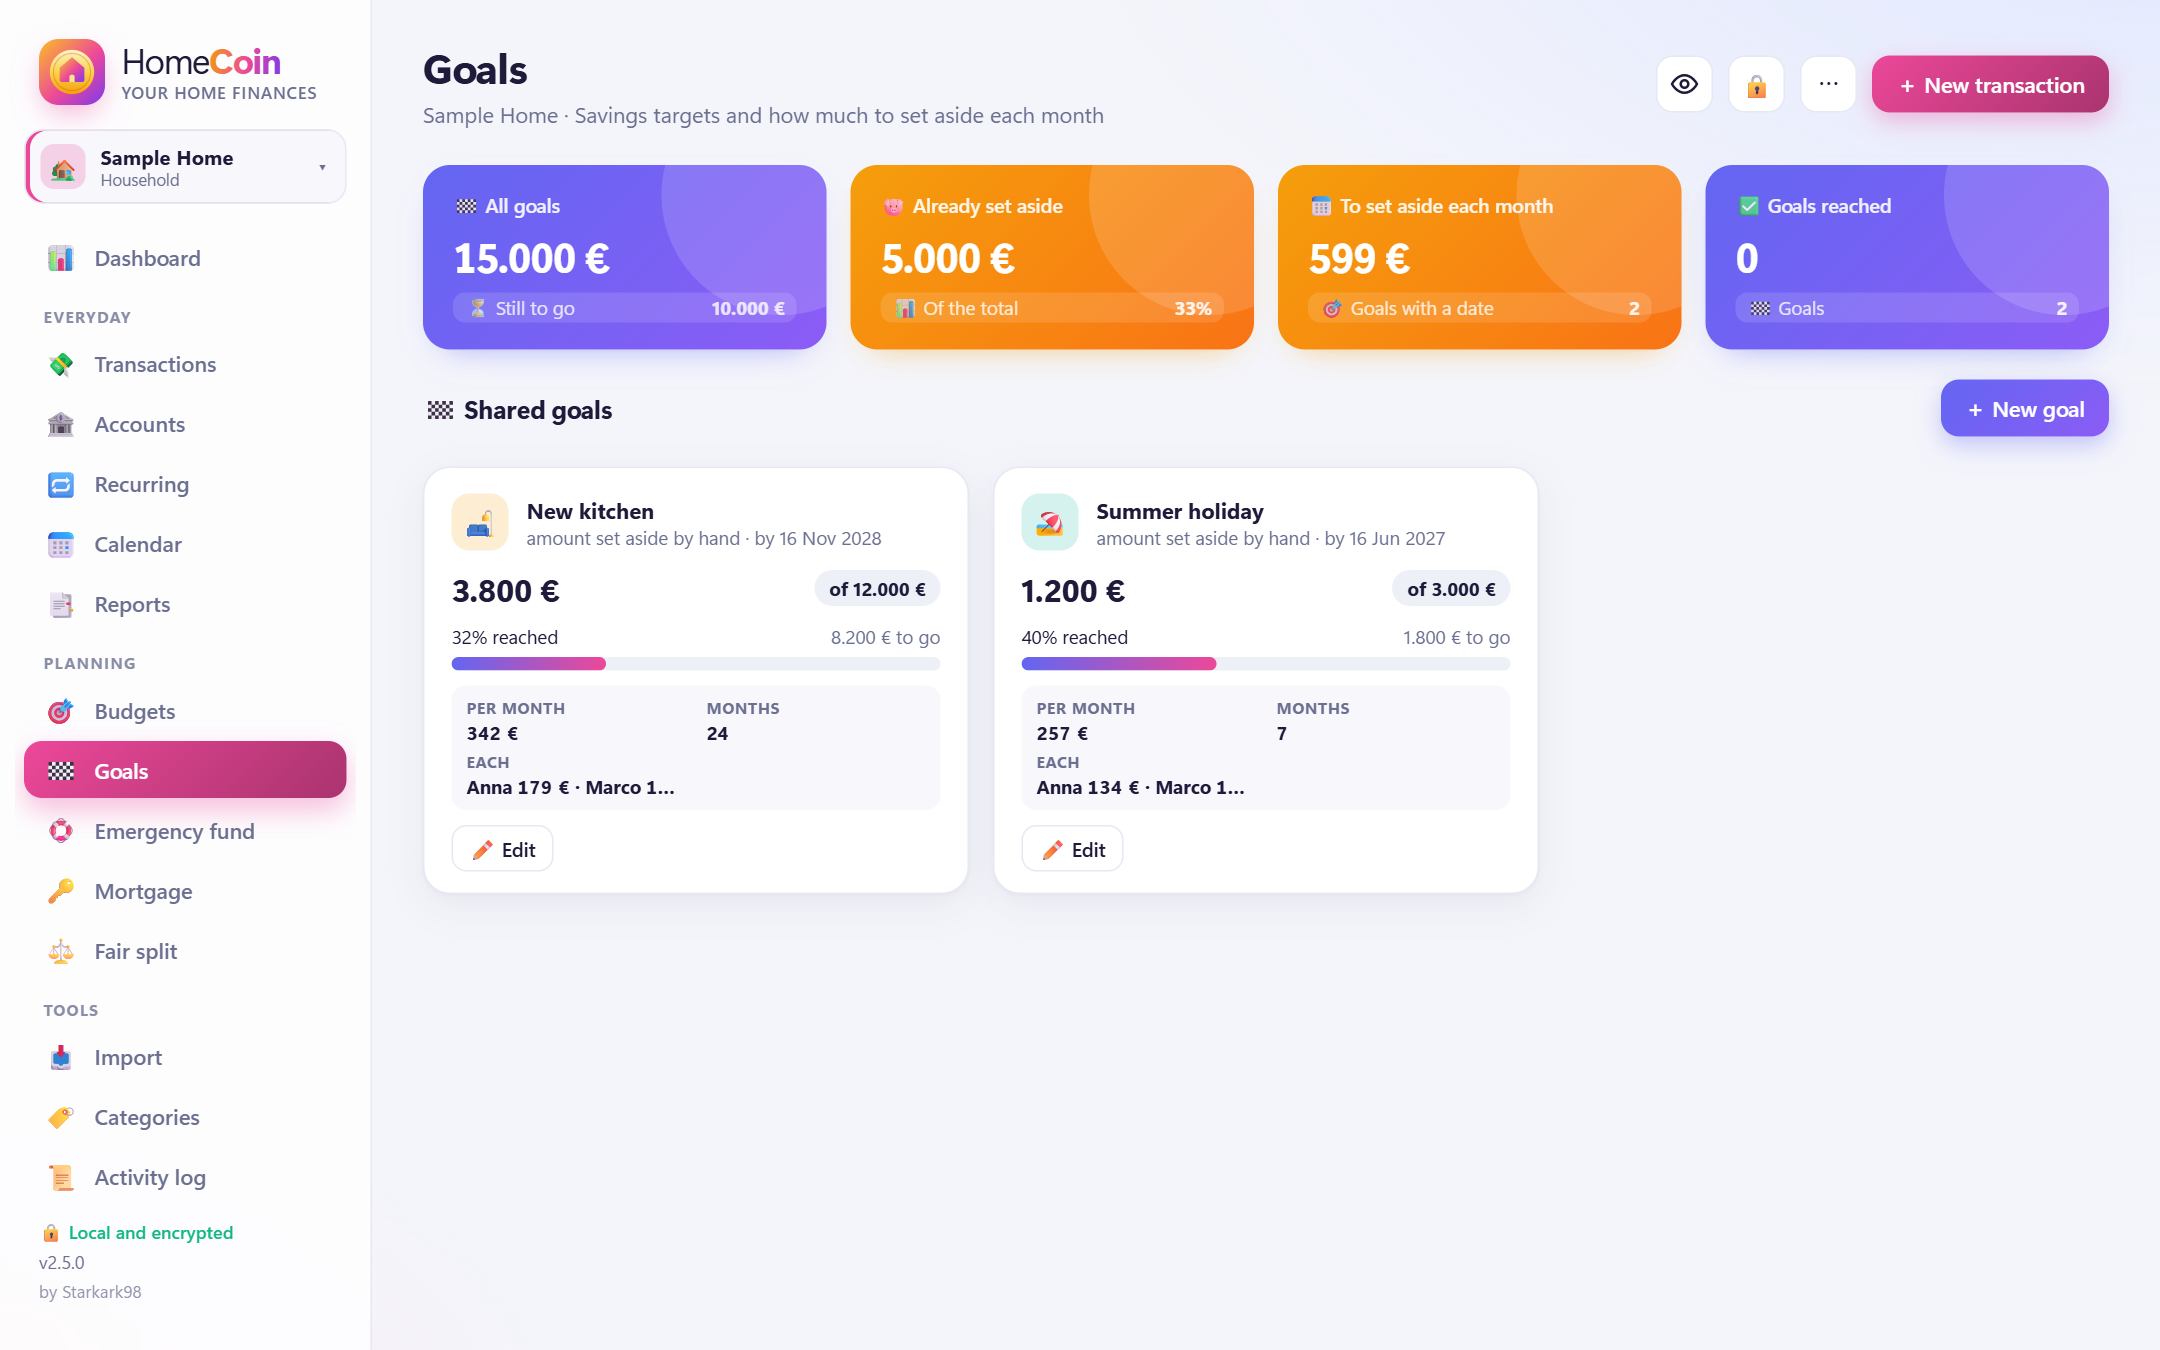 HomeCoin
YOUR HOME FINANCES
Sample Home
Household
Dashboard
EVERYDAY
Transactions
Accounts
Recurring
Calendar
Reports
PLANNING
Budgets
Goals
Emergency fund
Mortgage
Fair split
TOOLS
Import
Categories
Activity log
Local and encrypted
v2.5.0
by Starkark98
Goals
Sample Home · Savings targets and how much to set aside each month
+ New transaction
All goals
15.000 €
Still to go 10.000 €
Already set aside
5.000 €
Of the total 33%
To set aside each month
599 €
Goals with a date 2
Goals reached
0
Goals 2
Shared goals
+ New goal
New kitchen
amount set aside by hand · by 16 Nov 2028
3.800 € of 12.000 €
32% reached 8.200 € to go
PER MONTH MONTHS
342 € 24
EACH
Anna 179 € · Marco 1...
Edit
Summer holiday
amount set aside by hand · by 16 Jun 2027
1.200 € of 3.000 €
40% reached 1.800 € to go
PER MONTH MONTHS
257 € 7
EACH
Anna 134 € · Marco 1...
Edit